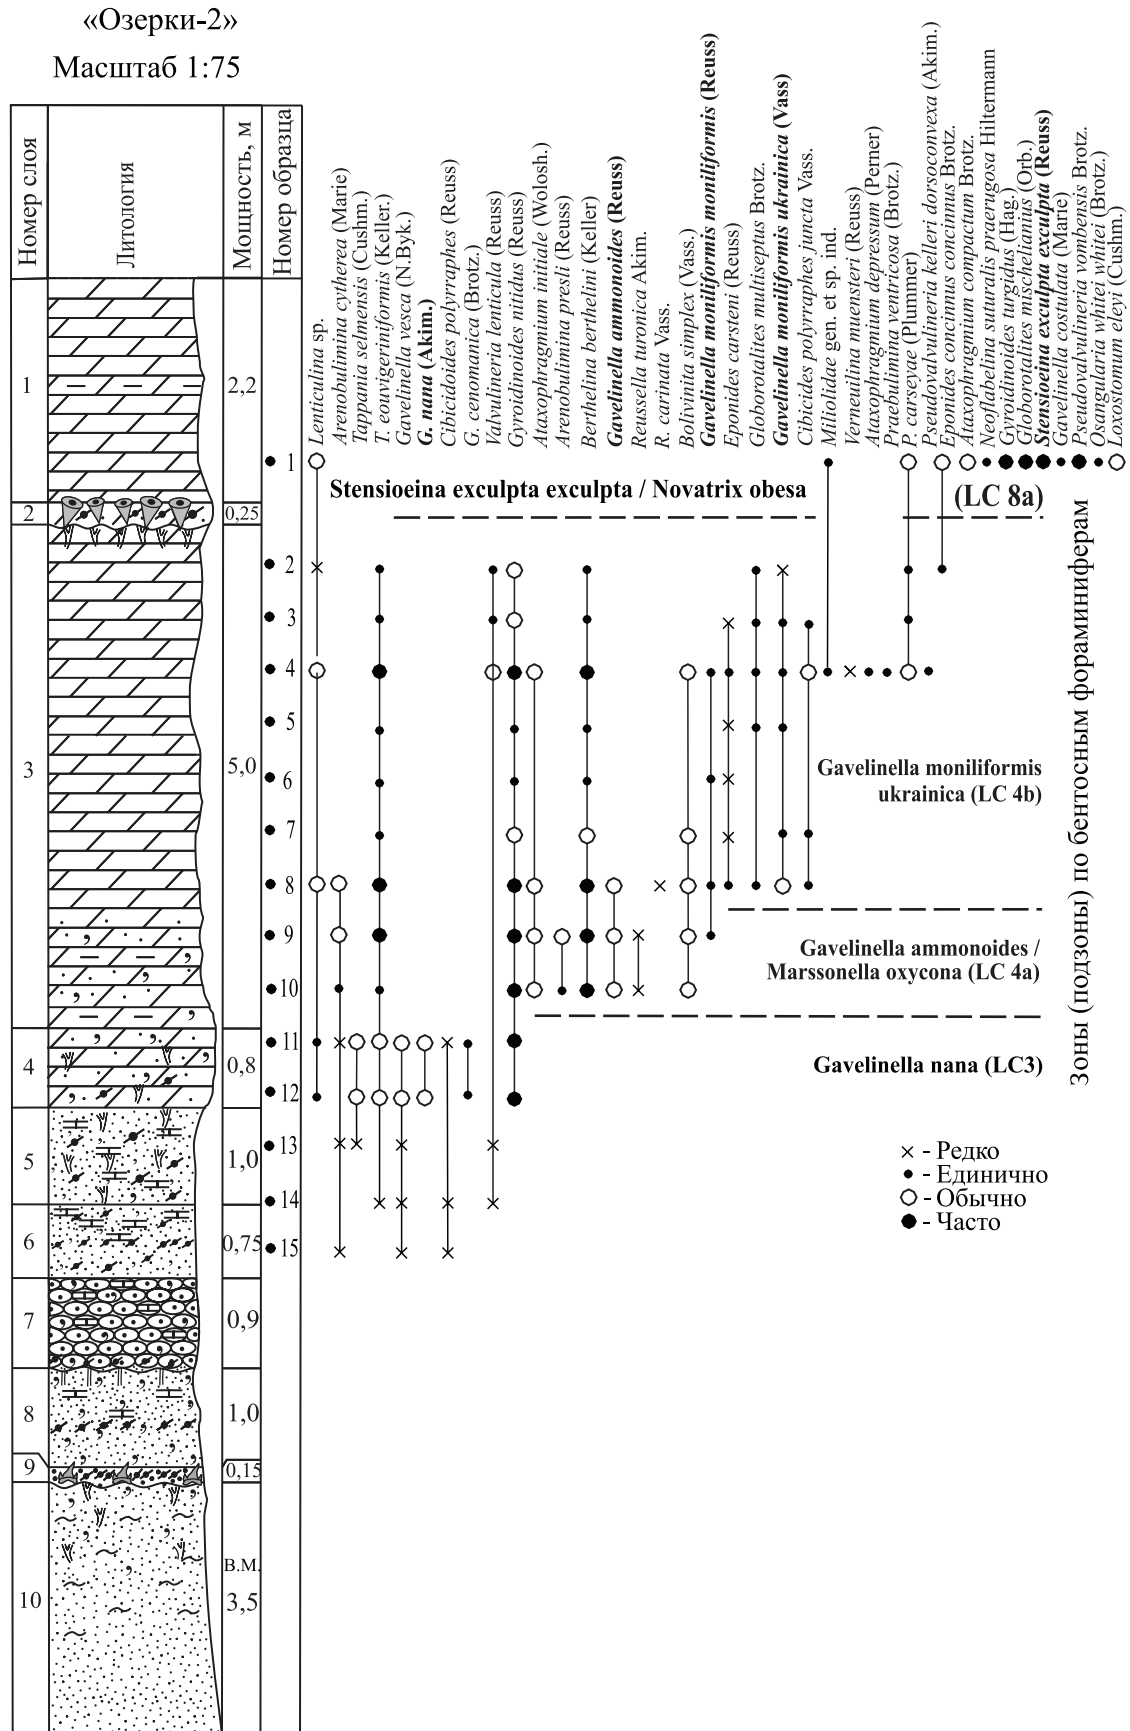 «Озерки-2»
Масштаб 1:75
Номер слоя
Литология
Мощность, м
Номер образца
Lenticulina sp.
Arenobulimina cytherea (Marie)
Tappania selmensis (Cushm.)
T. eouvigeriniformis (Keller.)
Gavelinella vesca (N.Byk.)
G. nana (Akim.)
Cibicidoides polyrraphes (Reuss)
G. cenomanica (Brotz.)
Valvulineria lenticula (Reuss)
Gyroidinoides nitidus (Reuss)
Ataxophragmium initiale (Wolosh.)
Arenobulimina preslii (Reuss)
Berthelina berthelini (Keller)
Gavelinella ammonoides (Reuss)
Reussella turonica Akim.
R. carinata Vass.
Bolivinita simplex (Vass.)
Gavelinella moniliformis moniliformis (Reuss)
Eponides carsteni (Reuss)
Globorotalites multiseptus Brotz.
Gavelinella moniliformis ukrainica (Vass)
Cibicides polyrraphes juncta Vass.
Miliolidae gen. et sp. ind.
Verneuilina muensteri (Reuss)
Ataxophragmium depressum (Perner)
Praebulimina ventricosa (Brotz.)
P. carseyae (Plummer)
Pseudovalvulineria kelleri dorsoconvexa (Akim.)
Eponides concinnus concinnus Brotz.
Ataxophragmium compactum Brotz.
Neoflabelina suturalis praerugosa Hiltermann
Gyroidinoides turgidus (Hag.)
Globorotalites mischelianius (Orb.)
Stensioeina exculpta exculpta (Reuss)
Gavelinella costulata (Marie)
Pseudovalvulineria vombensis Brotz.
Osangularia whitei whitei (Brotz.)
Loxostomum eleyi (Cushm.)
1
2,2
1
Stensioeina exculpta exculpta / Novatrix obesa
(LC 8a)
2
0,25
2
3
4
5
3
5,0
6
Gavelinella moniliformis
ukrainica (LC 4b)
7
8
9
Gavelinella ammonoides /
Marssonella oxycona (LC 4a)
10
11
4
0,8
Gavelinella nana (LC3)
12
13
5
1,0
14
6
0,75
15
7
0,9
8
1,0
9
0,15
в.м.
10
3,5
Зоны (подзоны) по бентосным фораминиферам
- Редко
- Единично
- Обычно
- Часто